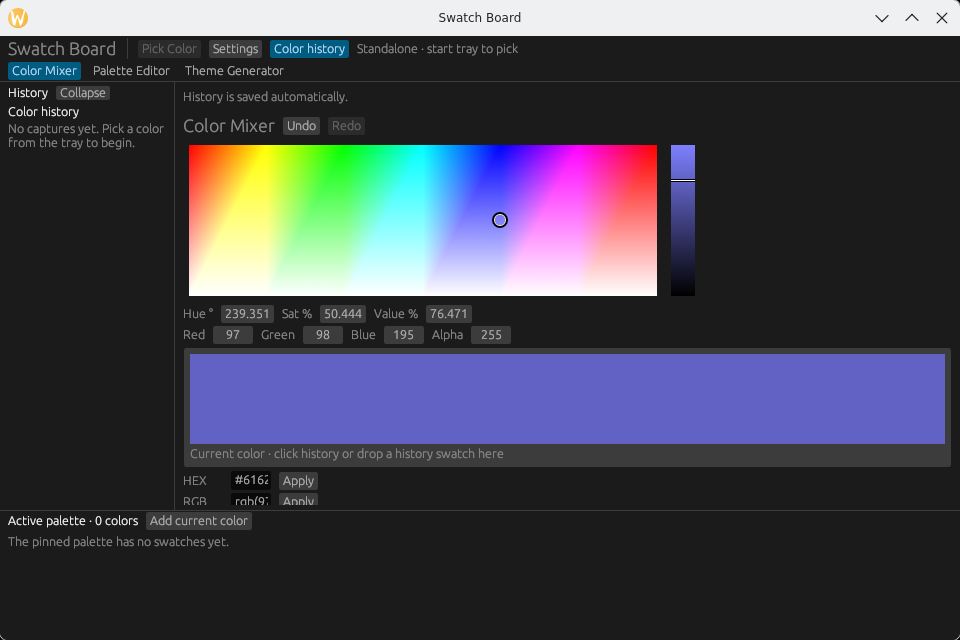 Swatch Board
Swatch Board Pick Color Settings Color history Standalone · start tray to pick
Color Mixer Palette Editor Theme Generator
History Collapse
Color history
No captures yet. Pick a color
from the tray to begin.
History is saved automatically.
Color Mixer Undo Redo
Hue ° 239.351 Sat % 50.444 Value % 76.471
Red 97 Green 98 Blue 195 Alpha 255
Current color · click history or drop a history swatch here
HEX #6162 Apply
RGB rgb(97 Apply
Active palette · 0 colors Add current color
The pinned palette has no swatches yet.